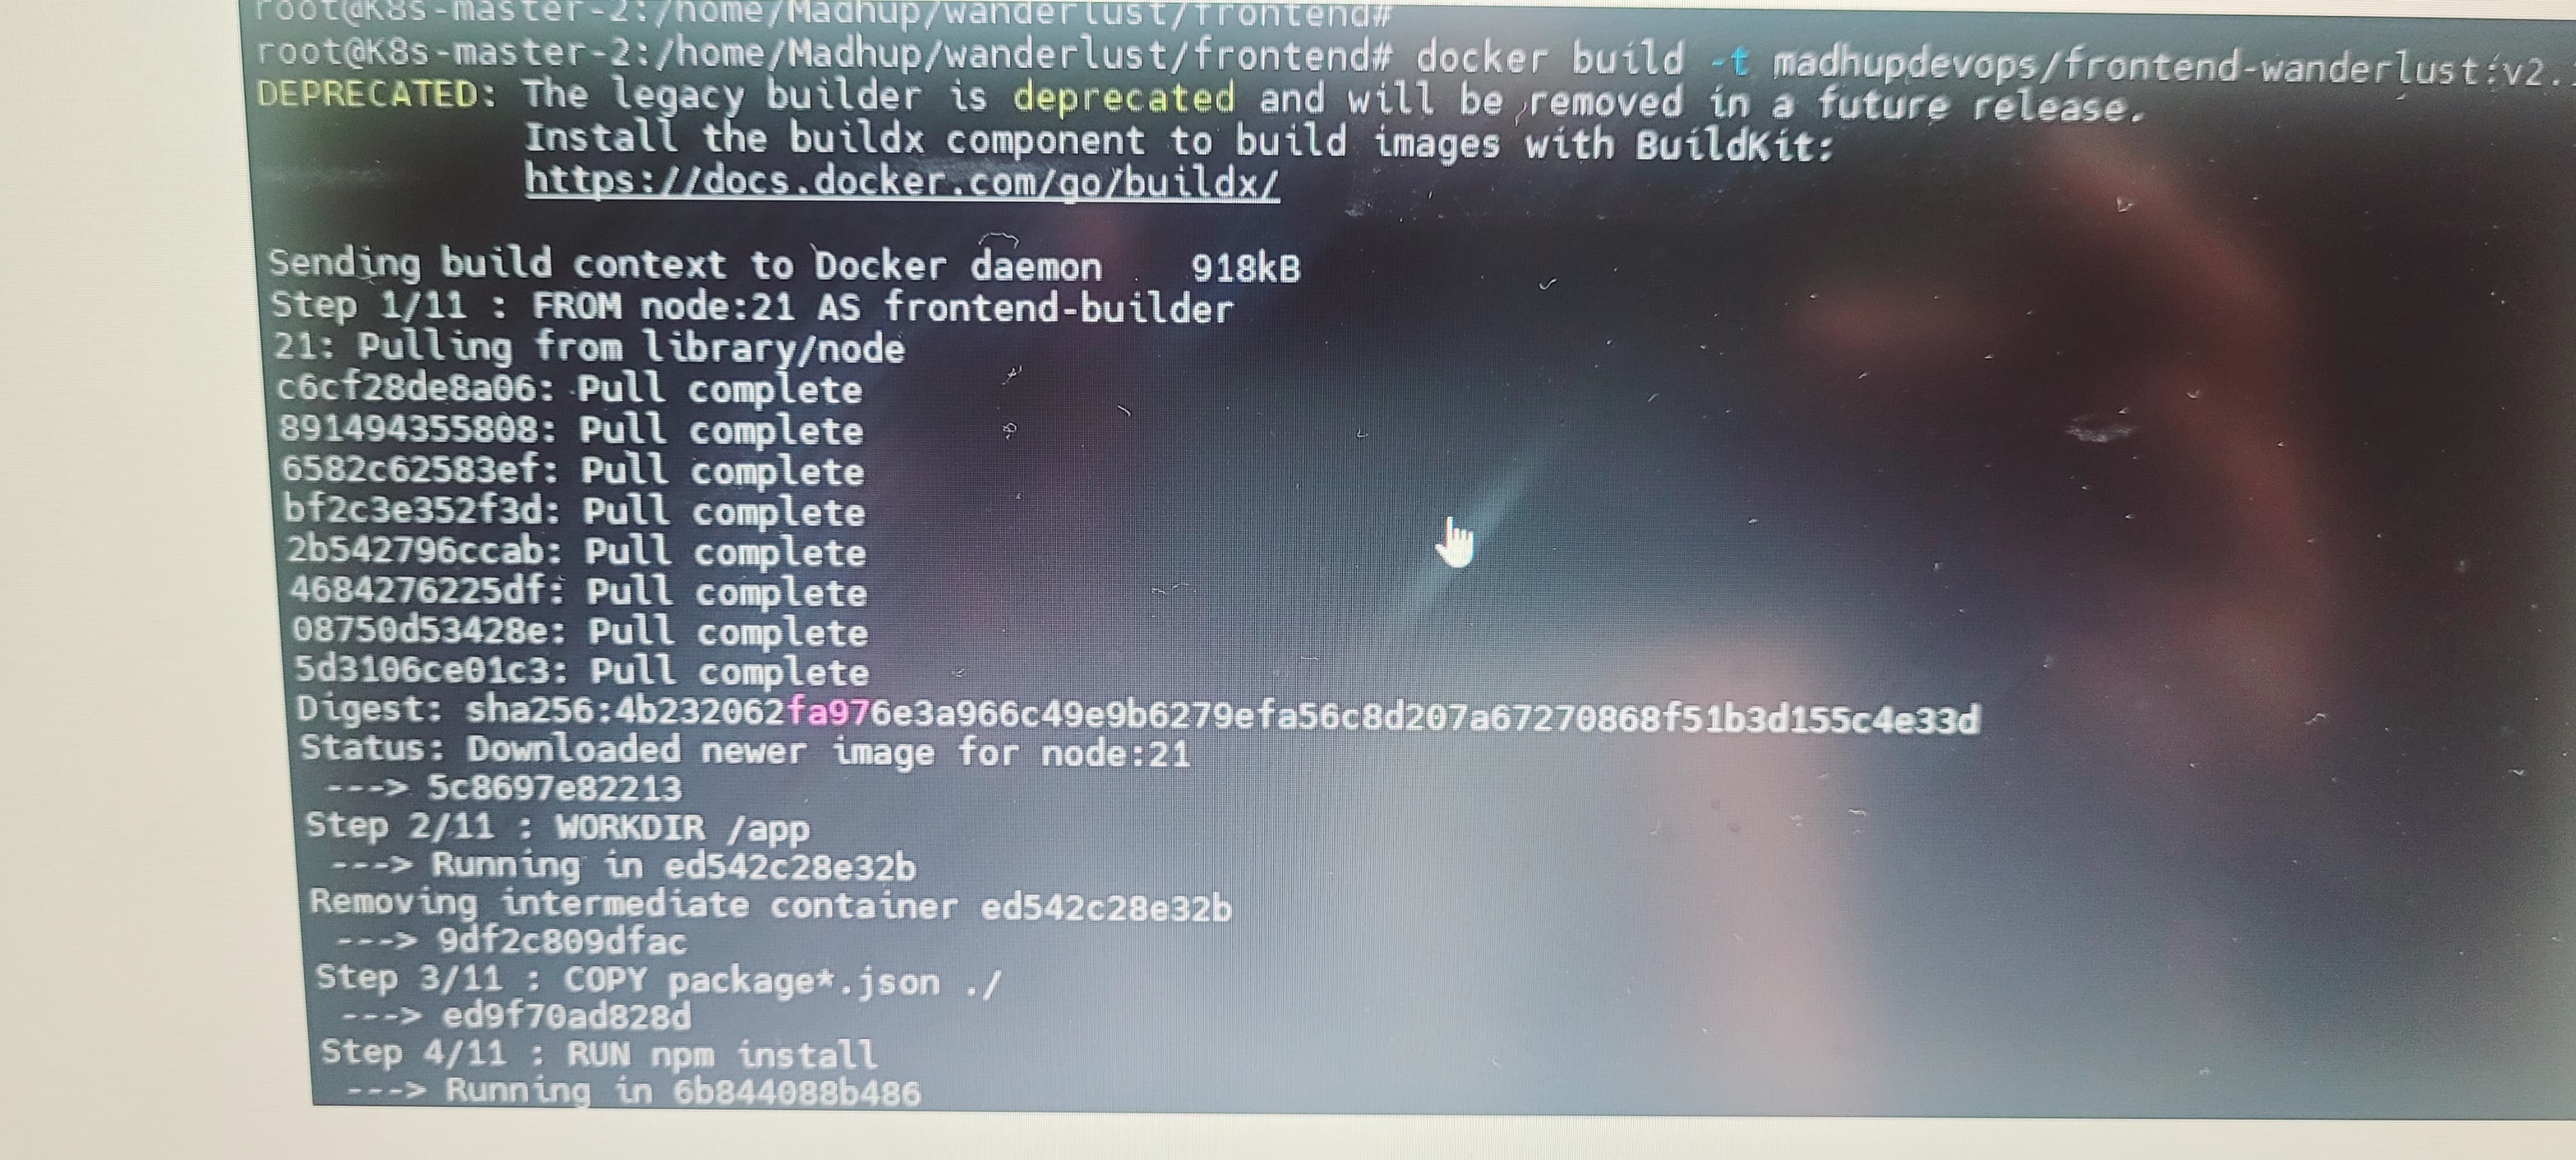 root@K8s-master-2:/home/Madhup/wanderlust/frontend#
root@K8s-master-2:/home/Madhup/wanderlust/frontend# docker build -t madhupdevops/frontend-wanderlust:v2.
DEPRECATED: The legacy builder is deprecated and will be removed in a future release.
Install the buildx component to build images with BuildKit:
https://docs.docker.com/go/buildx/
Sending build context to Docker daemon 918kB
Step 1/11 : FROM node:21 AS frontend-builder
21: Pulling from library/node
c6cf28de8a06: Pull complete
891494355808: Pull complete
6582c62583ef: Pull complete
bf2c3e352f3d: Pull complete
2b542796ccab: Pull complete
4684276225df: Pull complete
08750d53428e: Pull complete
5d3106ce01c3: Pull complete
Digest: sha256:4b232062fa976e3a966c49e9b6279efa56c8d207a67270868f51b3d155c4e33d
Status: Downloaded newer image for node:21
---> 5c8697e82213
Step 2/11 : WORKDIR /app
---> Running in ed542c28e32b
Removing intermediate container ed542c28e32b
---> 9df2c809dfac
Step 3/11 : COPY package*.json ./
---> ed9f70ad828d
Step 4/11 : RUN npm install
---> Running in 6b844088b486